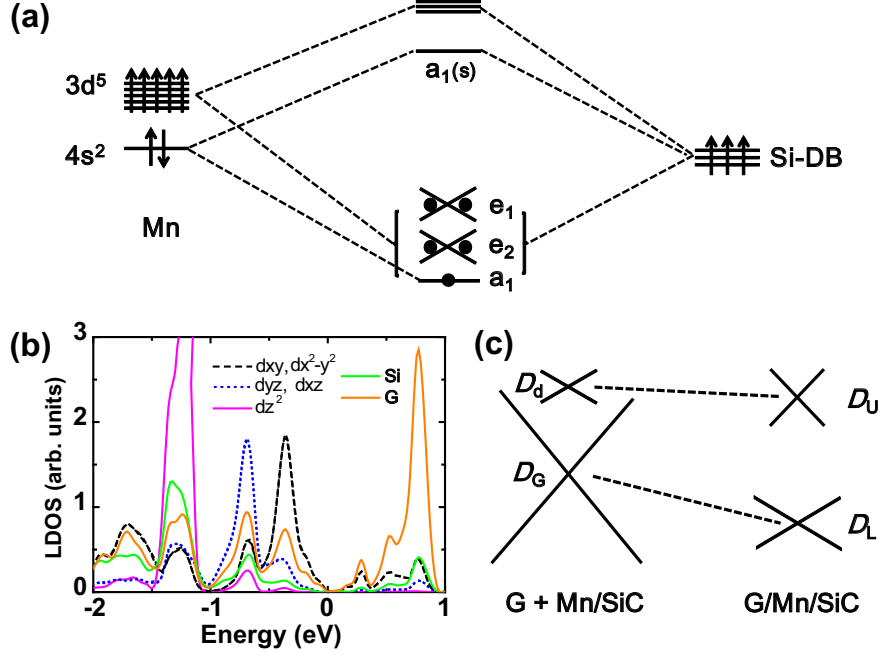 (a)
a₁(s)
3d⁵
4s²
Mn
Si-DB
e₁
e₂
a₁
(b)
LDOS (arb. units)
3
2
1
0
dxy, dx²-y²
dyz, dxz
dz²
Si
G
-2
-1
0
1
Energy (eV)
(c)
D_d
D_U
D_G
D_L
G + Mn/SiC
G/Mn/SiC